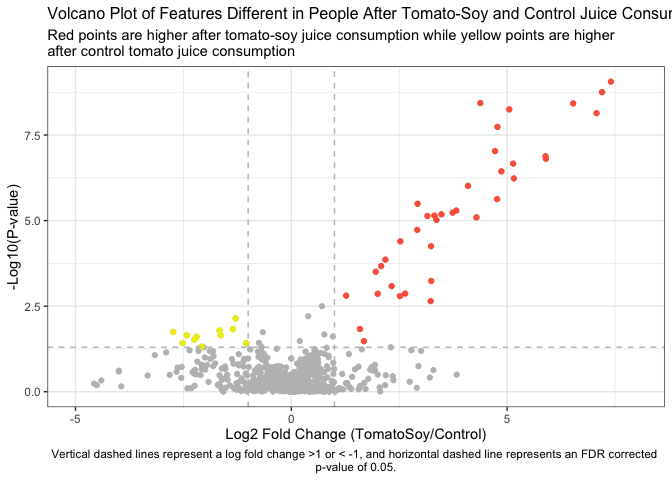 Volcano Plot of Features Different in People After Tomato-Soy and Control Juice Consur
Red points are higher after tomato-soy juice consumption while yellow points are higher
after control tomato juice consumption
-Log10(P-value)
7.5
5.0
2.5
0.0
-5
0
5
Log2 Fold Change (TomatoSoy/Control)
Vertical dashed lines represent a log fold change >1 or < -1, and horizontal dashed line represents an FDR corrected
p-value of 0.05.